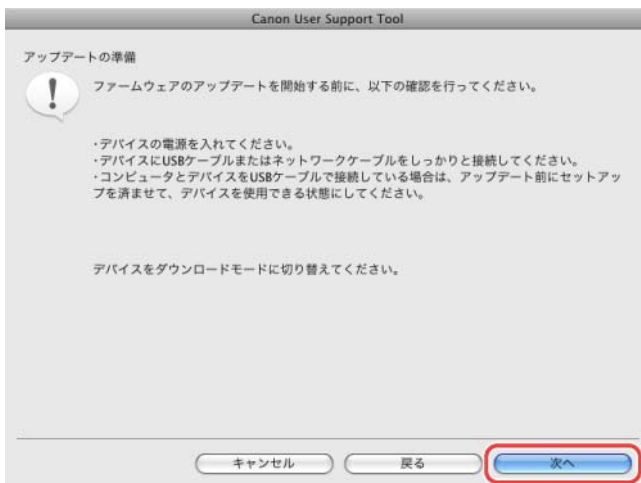 Canon User Support Tool
アップデートの準備
ファームウェアのアップデートを開始する前に、以下の確認を行ってください。
・デバイスの電源を入れてください。
・デバイスにUSBケーブルまたはネットワークケーブルをしっかりと接続してください。
・コンピュータとデバイスをUSBケーブルで接続している場合は、アップデート前にセットアッ
プを済ませて、デバイスを使用できる状態にしてください。
デバイスをダウンロードモードに切り替えてください。
キャンセル 戻る 次へ